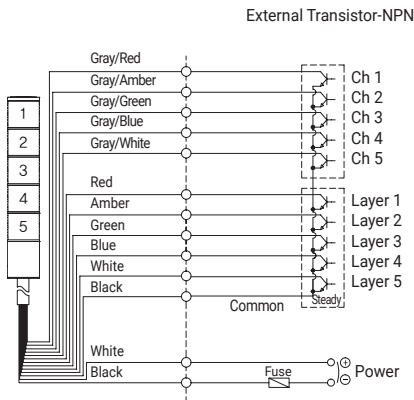 External Transistor-NPN
Gray/Red
Ch 1
Gray/Amber
Ch 2
Gray/Green
Ch 3
Gray/Blue
Ch 4
Gray/White
Ch 5
1
2
3
4
5
Red
Layer 1
Amber
Layer 2
Green
Layer 3
Blue
Layer 4
White
Layer 5
Black
Common
Steady
White
⊕
Power
Black
Fuse
⊖